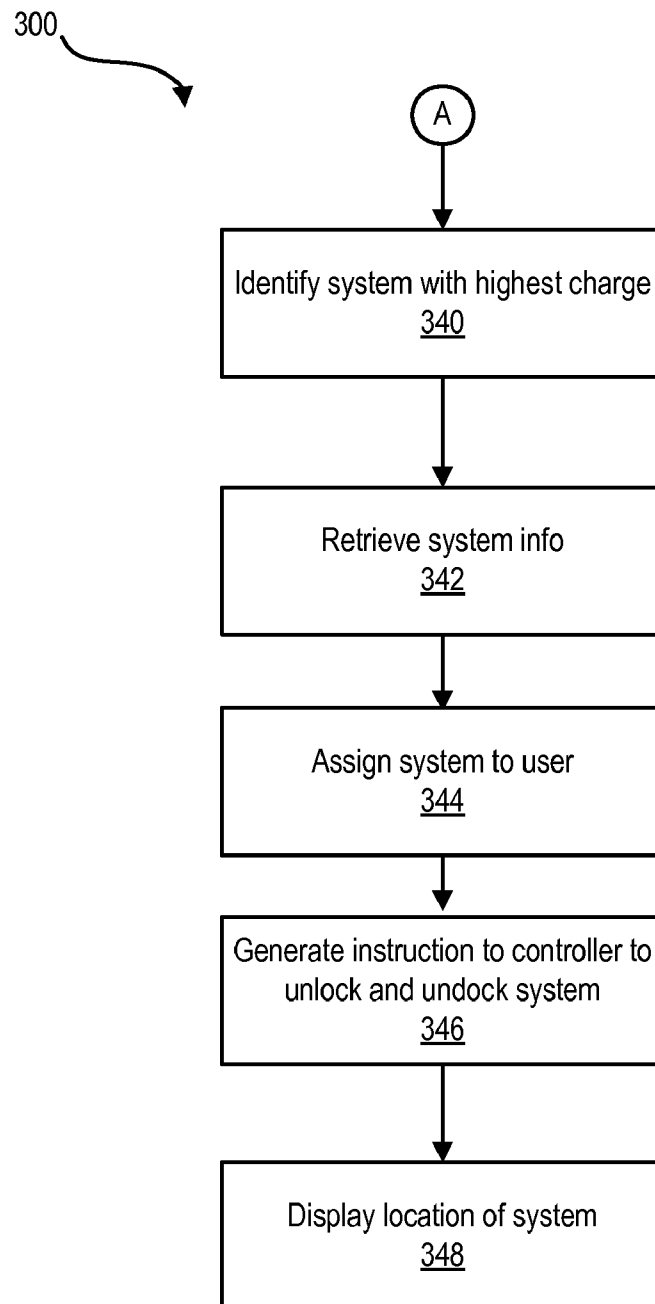 300
A
Identify system with highest charge
340
Retrieve system info
342
Assign system to user
344
Generate instruction to controller to
unlock and undock system
346
Display location of system
348